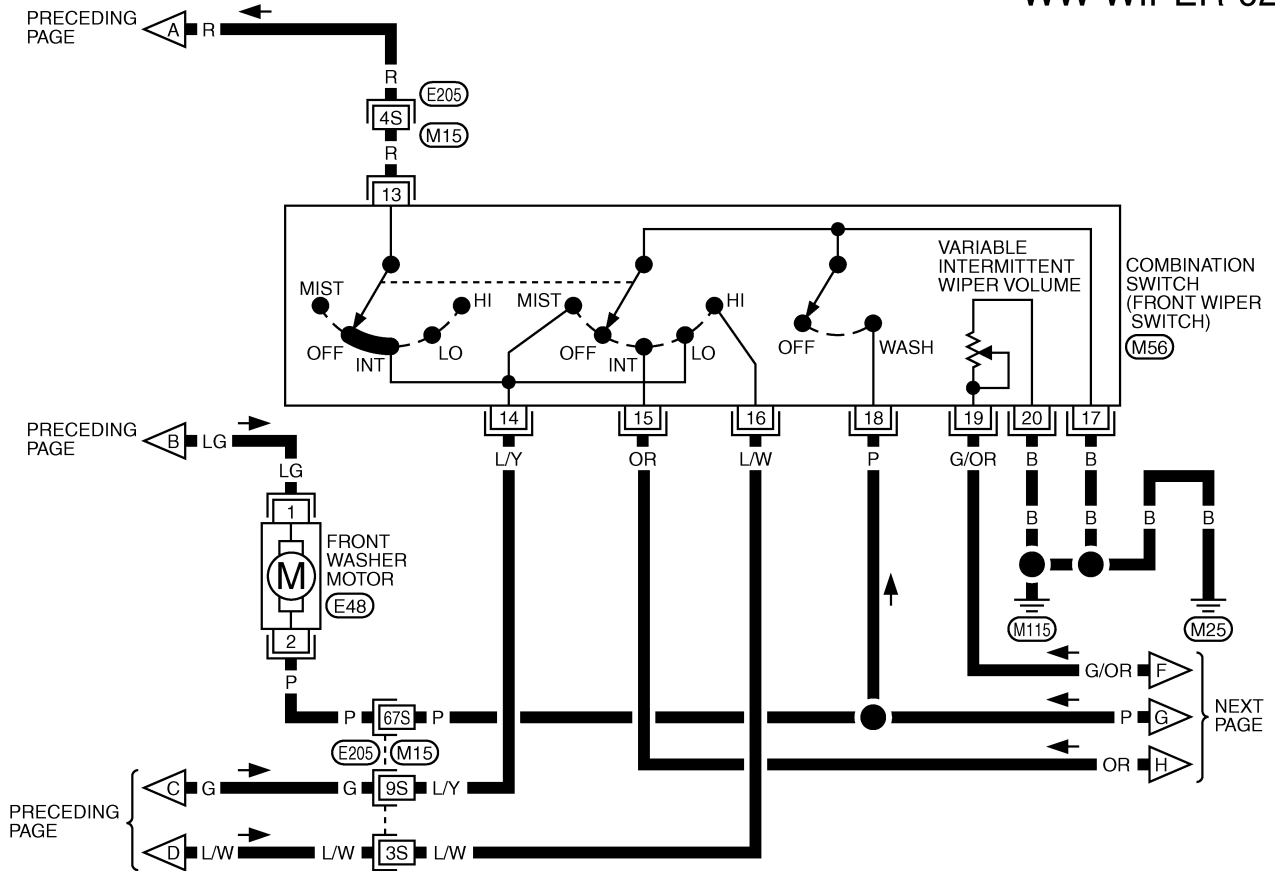 WW-WIPER-02
PRECEDING
PAGE
A
R
R
E205
4S
M15
R
13
MIST
HI
OFF
INT
LO
MIST
HI
OFF
INT
LO
OFF
WASH
VARIABLE
INTERMITTENT
WIPER VOLUME
COMBINATION
SWITCH
(FRONT WIPER
SWITCH)
M56
14
15
16
18
19
20
17
L/Y
OR
L/W
P
G/OR
B
B
B
B
B
B
M115
M25
PRECEDING
PAGE
B
LG
LG
1
M
FRONT
WASHER
MOTOR
E48
2
P
P
67S
P
E205
M15
PRECEDING
PAGE
C
G
G
9S
L/Y
D
L/W
L/W
3S
L/W
G/OR
F
P
G
OR
H
NEXT
PAGE